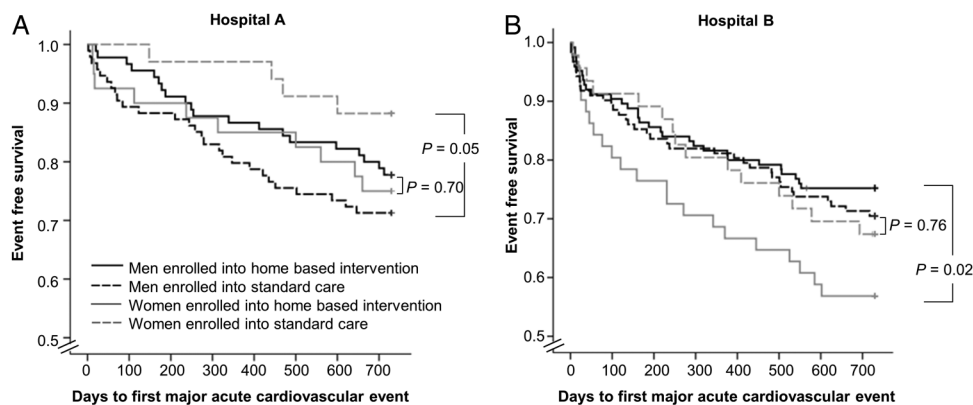 A
Hospital A
Event free survival
1.0
0.9
0.8
0.7
0.6
0.5
P = 0.05
P = 0.70
Men enrolled into home based intervention
Men enrolled into standard care
Women enrolled into home based intervention
Women enrolled into standard care
0 100 200 300 400 500 600 700
Days to first major acute cardiovascular event
B
Hospital B
Event free survival
1.0
0.9
0.8
0.7
0.6
0.5
P = 0.76
P = 0.02
0 100 200 300 400 500 600 700
Days to first major acute cardiovascular event